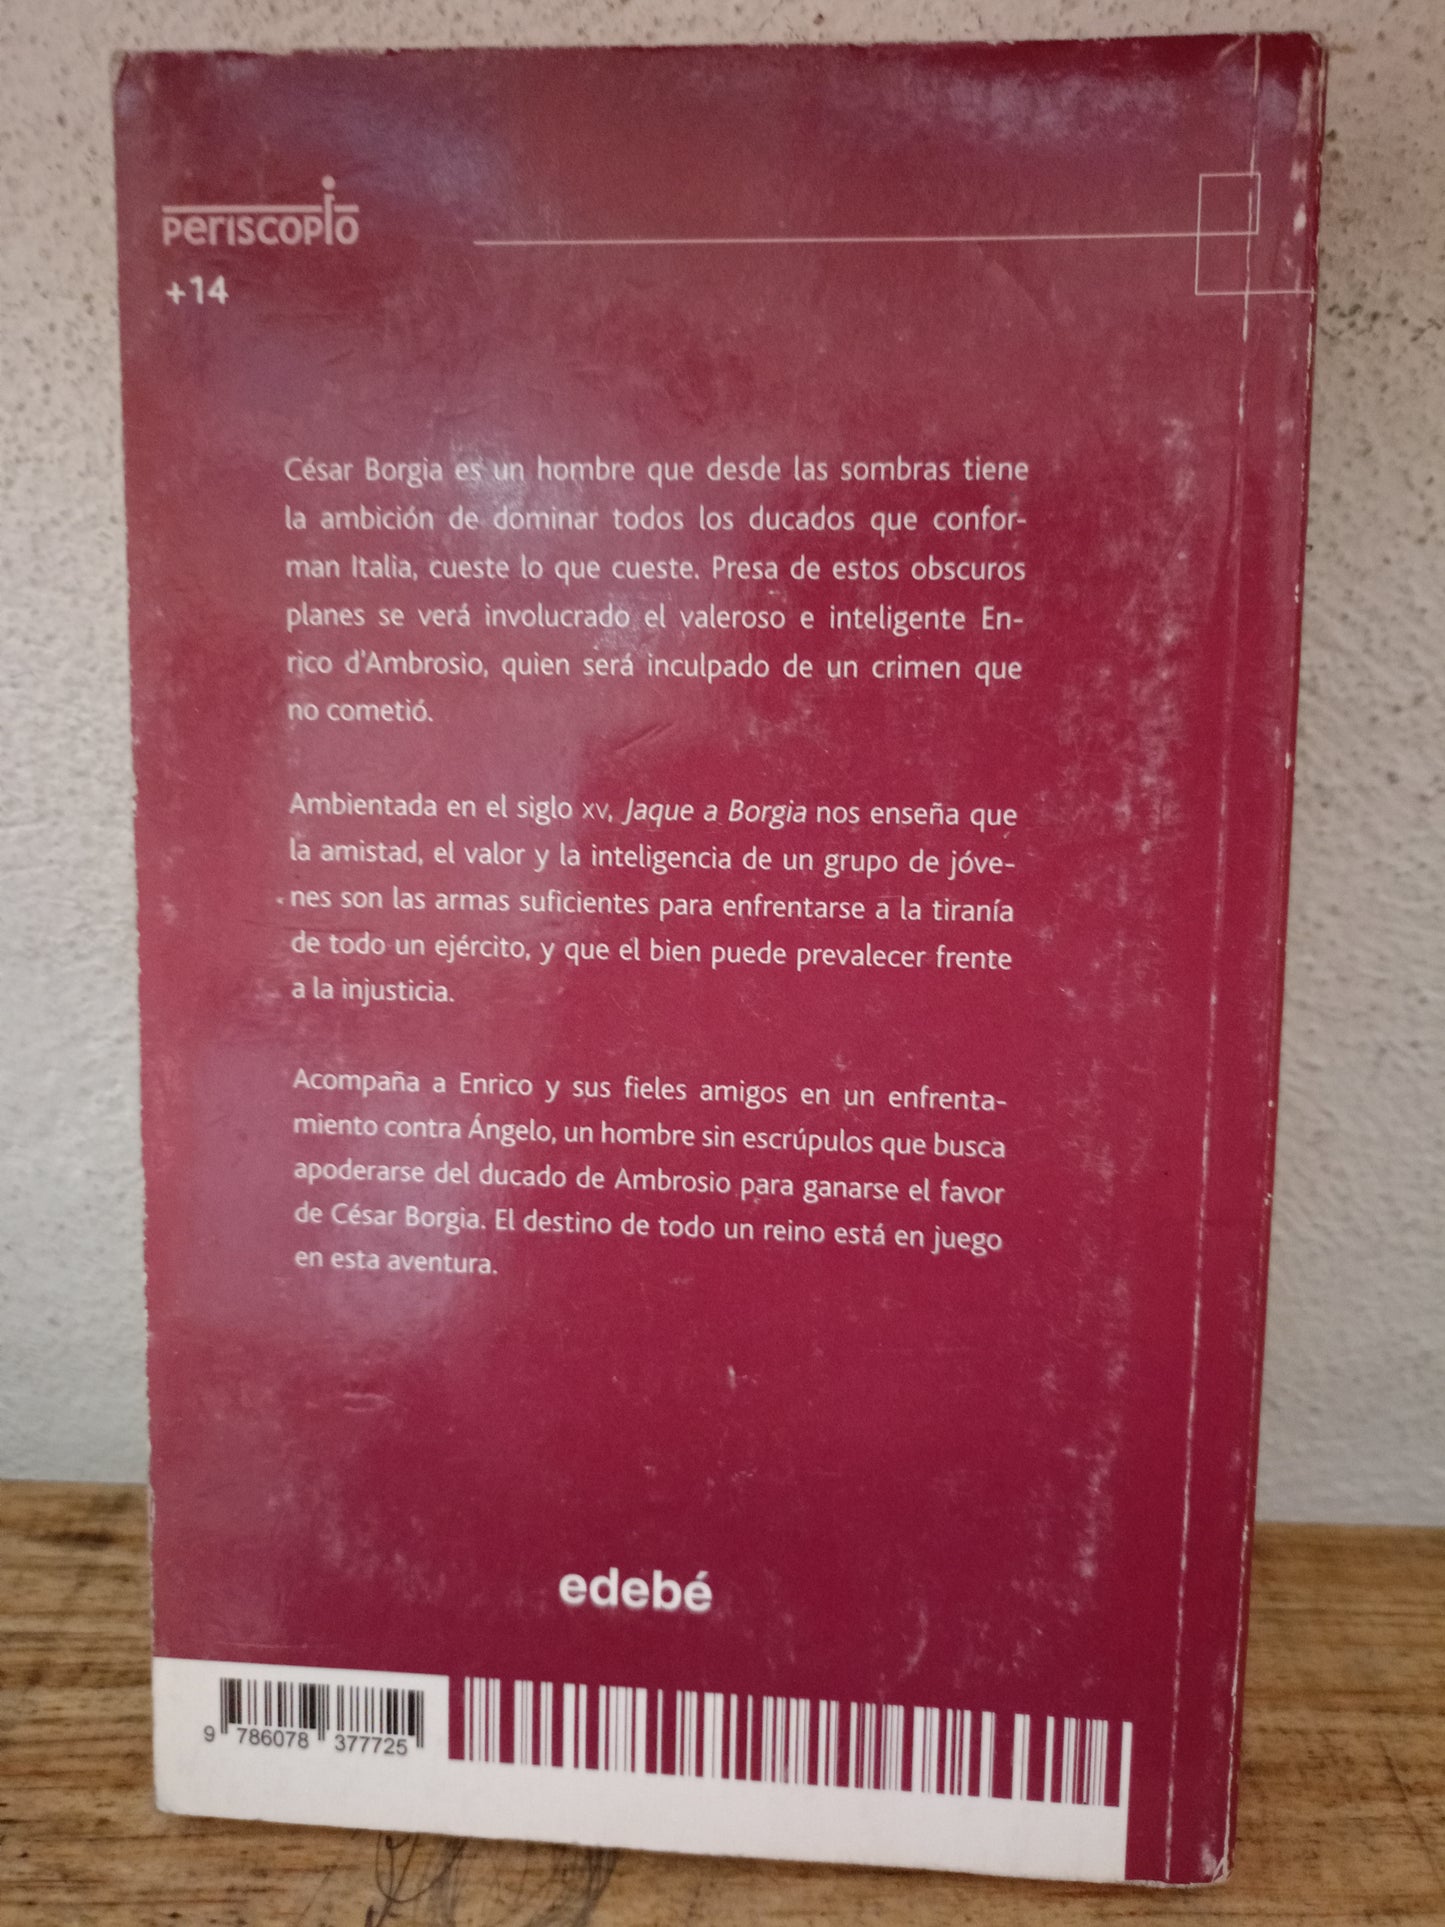 periscopio
+14
César Borgia es un hombre que desde las sombras tiene
la ambición de dominar todos los ducados que confor-
man Italia, cueste lo que cueste. Presa de estos obscuros
planes se verá involucrado el valeroso e inteligente En-
rico d'Ambrosio, quien será inculpado de un crimen que
no cometió.
Ambientada en el siglo XV, Jaque a Borgia nos enseña que
la amistad, el valor y la inteligencia de un grupo de jóve-
nes son las armas suficientes para enfrentarse a la tiranía
de todo un ejército, y que el bien puede prevalecer frente
a la injusticia.
Acompaña a Enrico y sus fieles amigos en un enfrenta-
miento contra Ángelo, un hombre sin escrúpulos que busca
apoderarse del ducado de Ambrosio para ganarse el favor
de César Borgia. El destino de todo un reino está en juego
en esta aventura.
edebé
9 786078 377725